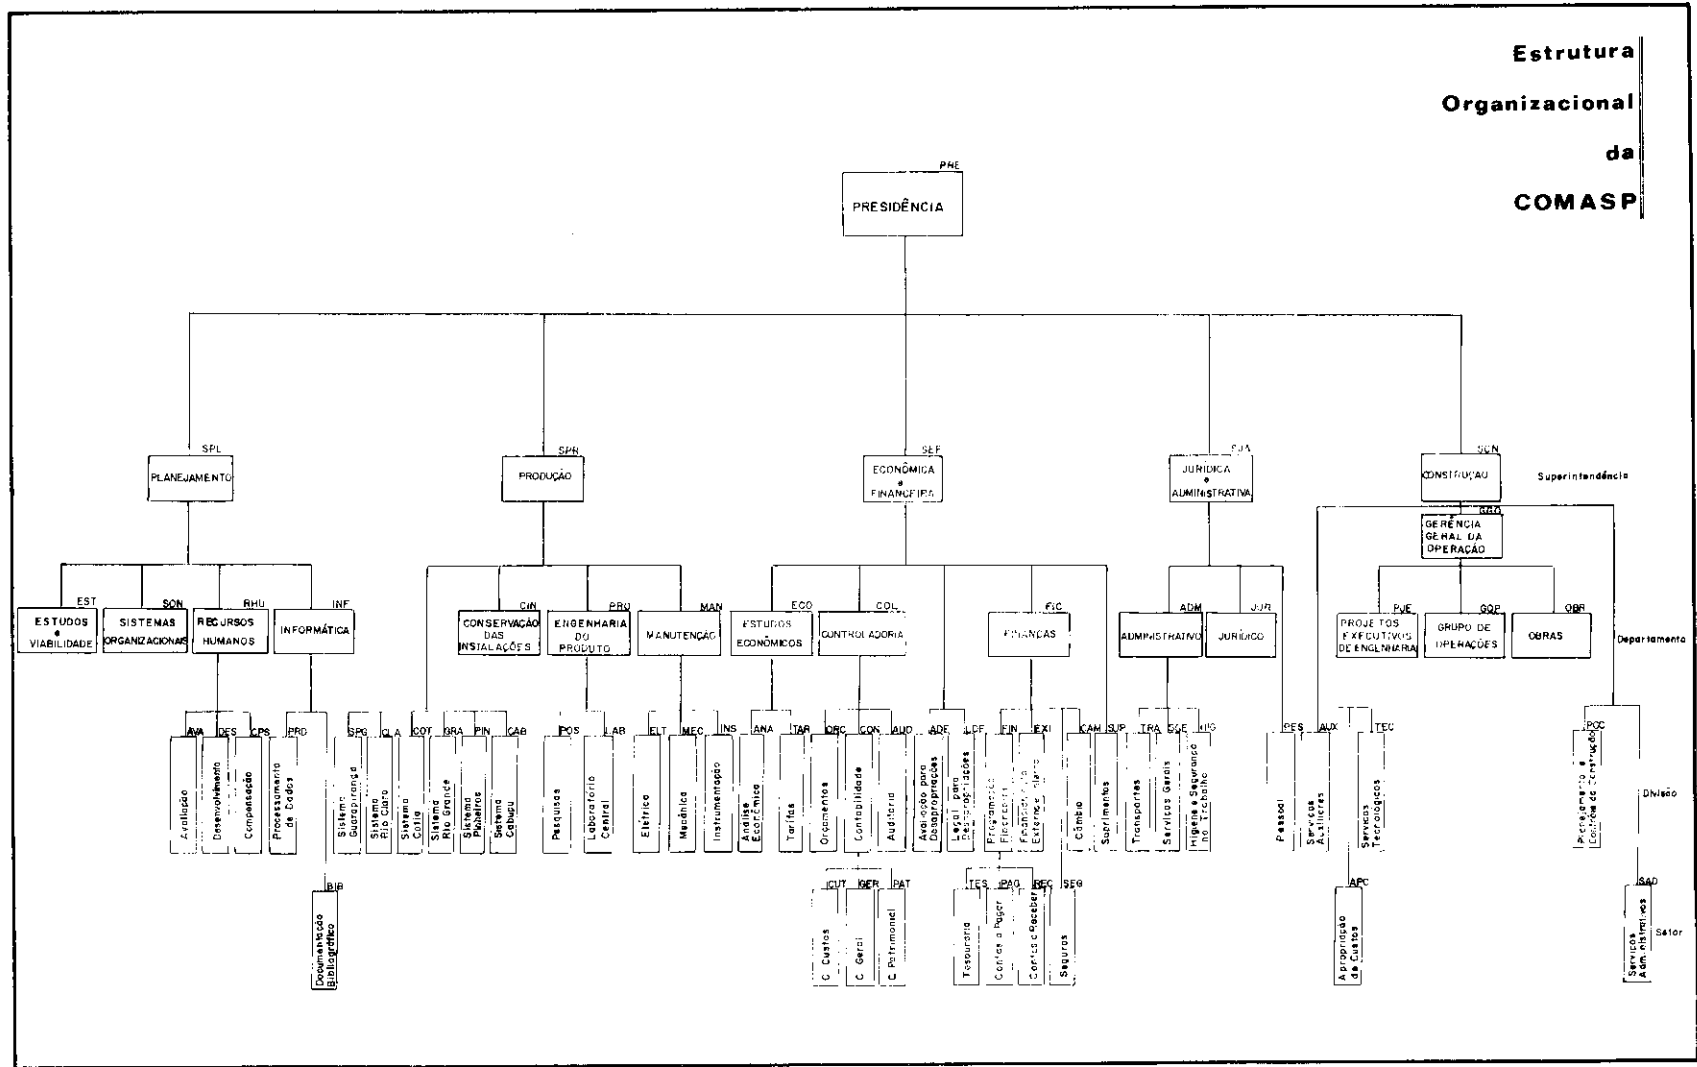 Estrutura
Organizacional
da
COMASP
PRE
PRESIDÊNCIA
SPL
PLANEJAMENTO
SPR
PRODUÇÃO
SEF
ECONÔMICA
e
FINANCEIRA
SJA
JURÍDICA
e
ADMINISTRATIVA
SCN
CONSTRUÇAO
Superintendência
GGO
GERÊNCIA
GERAL DA
OPERAÇÃO
EST
ESTUDOS
e
VIABILIDADE
SON
SISTEMAS
ORGANIZACIONAIS
RHU
RECURSOS
HUMANOS
INF
INFORMÁTICA
CIN
CONSERVAÇÃO
DAS
INSTALAÇÕES
PRU
ENGENHARIA
DO
PRODUTO
MAN
MANUTENÇÃO
ECO
ESTUDOS
ECONÔMICOS
COL
CONTROLADORIA
FIC
FINANÇAS
ADM
ADMINISTRATIVO
JUR
JURÍDICO
PJE
PROJETOS
EXECUTIVOS
DE ENGENHARIA
GOP
GRUPO DE
OPERAÇÕES
OBR
OBRAS
Departamento
AVA
Avaliação
DES
Desenvolvimento
CPS
Compensação
PRD
Processamento
de Dados
SPG
Sistema
Guarapiranga
CLA
Sistema
Rio Claro
COT
Sistema
Cotia
GRA
Sistema
Rio Grande
PIN
Sistema
Pinheiros
CAB
Sistema
Cabuçu
POS
Pesquisas
LAB
Laboratório
Central
ELT
Elétrica
MEC
Mecânica
INS
Instrumentação
ANA
Análise
Econômica
TAR
Tarifas
ORC
Orçamentos
CON
Contabilidade
AUD
Auditoria
ADE
Avaliação para
Desapropriações
LDE
Legal para
Desapropriações
FIN
Programação
Financeira
EXI
Financiamento
Externo e
CAM
Câmbio
SUP
Suprimentos
TRA
Transportes
SGE
Serviços Gerais
HIG
Higiene e Segurança
no Trabalho
PES
Pessoal
AUX
Serviços
Auxiliares
TEC
Serviços
Tecnológicos
PCC
Planejamento e
Controle da Construção
Divisão
BIB
Documentação
Bibliográfica
CUT
C Custos
GER
C Geral
PAT
C Patrimonial
TES
Tesouraria
PAG
Contas a Pagar
REC
Contas a Receber
SEG
Seguros
APC
Apropriação
de Custos
SAD
Serviços
Administrativos
Setor